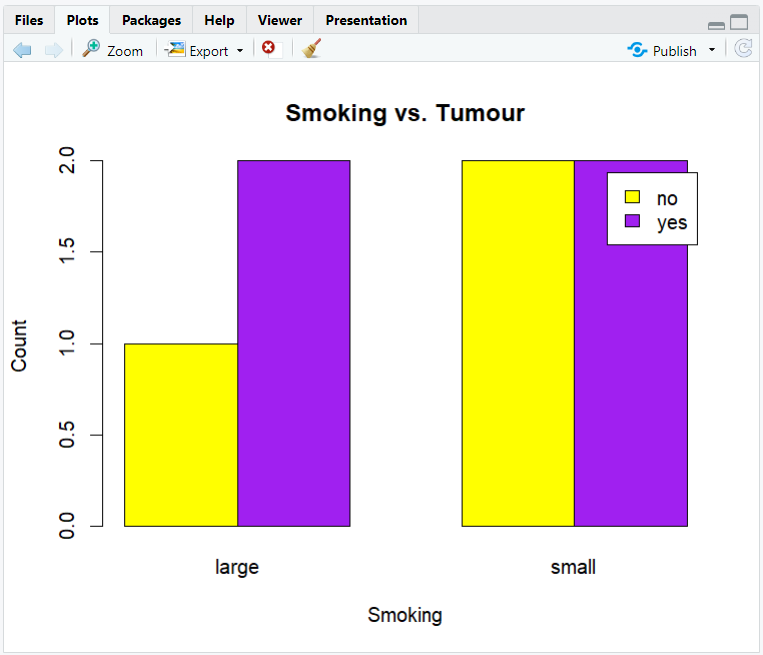 Files Plots Packages Help Viewer Presentation
Zoom Export Publish
Smoking vs. Tumour
2.0
1.5
1.0
0.5
0.0
Count
no
yes
large small
Smoking